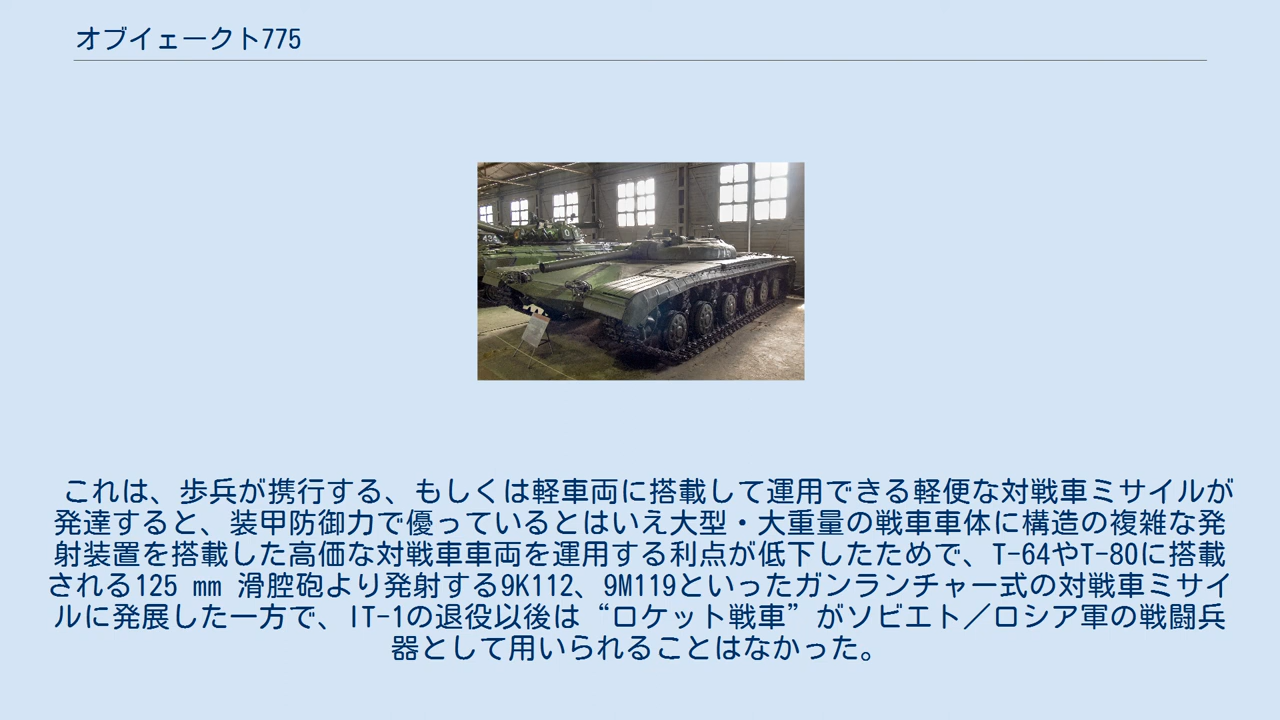 オブイェークト775
これは、歩兵が携行する、もしくは軽車両に搭載して運用できる軽便な対戦車ミサイルが
発達すると、装甲防御力で優っているとはいえ大型・大重量の戦車車体に構造の複雑な発
射装置を搭載した高価な対戦車車両を運用する利点が低下したためで、T-64やT-80に搭載
される125 mm 滑腔砲より発射する9K112、9M119といったガンランチャー式の対戦車ミサイ
ルに発展した一方で、IT-1の退役以後は“ロケット戦車”がソビエト／ロシア軍の戦闘兵
器として用いられることはなかった。